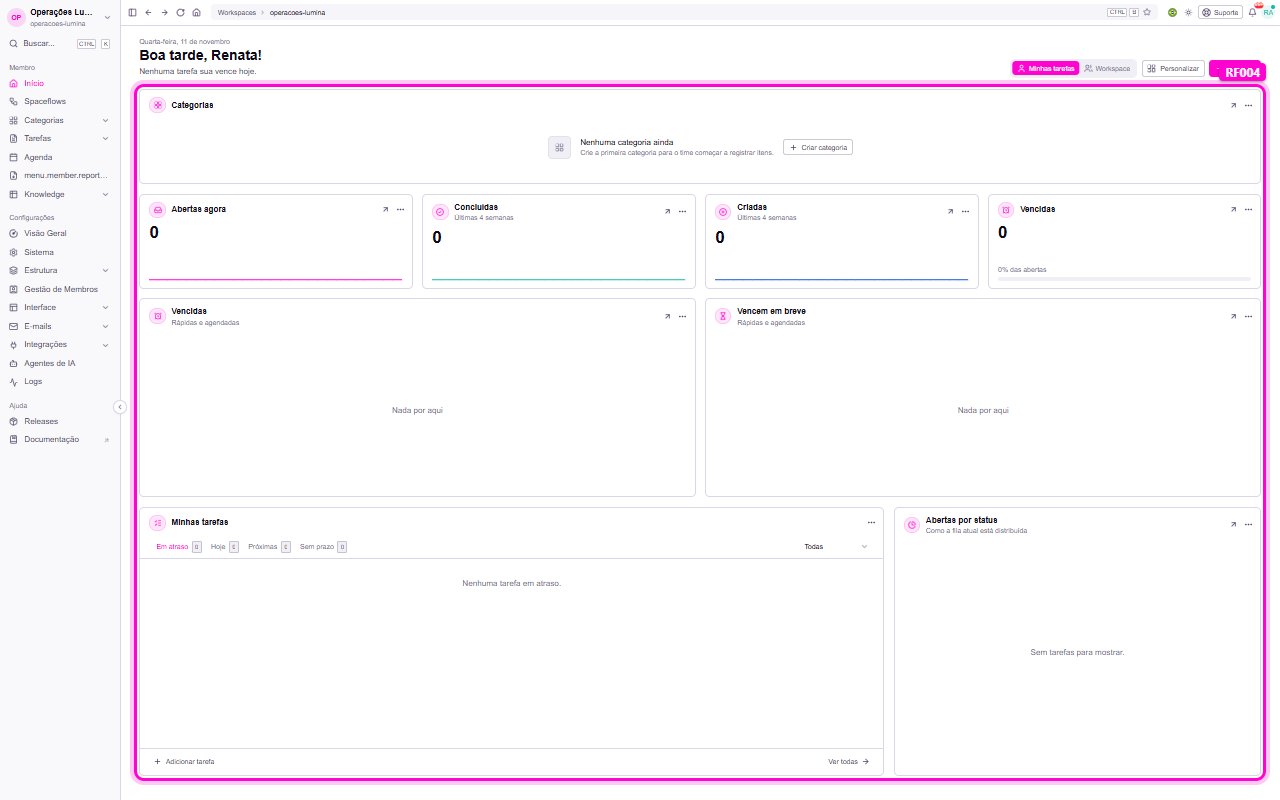 OP
Operações Lu...
operacoes-lumina
Buscar...
CTRL
K
Membro
Início
Spaceflows
Categorias
Tarefas
Agenda
menu.member.report...
Knowledge
Configurações
Visão Geral
Sistema
Estrutura
Gestão de Membros
Interface
E-mails
Integrações
Agentes de IA
Logs
Ajuda
Releases
Documentação
Workspaces
operacoes-lumina
CTRL
Suporte
RA
Quarta-feira, 11 de novembro
Boa tarde, Renata!
Nenhuma tarefa sua vence hoje.
Minhas tarefas
Workspace
Personalizar
RF004
Categorias
Nenhuma categoria ainda
Crie a primeira categoria para o time começar a registrar itens.
Criar categoria
Abertas agora
0
Concluídas
Últimas 4 semanas
0
Criadas
Últimas 4 semanas
0
Vencidas
0
0% das abertas
Vencidas
Rápidas e agendadas
Nada por aqui
Vencem em breve
Rápidas e agendadas
Nada por aqui
Minhas tarefas
Em atraso 0 Hoje 0 Próximas 0 Sem prazo 0
Todas
Nenhuma tarefa em atraso.
Adicionar tarefa
Ver todas
Abertas por status
Como a fila atual está distribuída
Sem tarefas para mostrar.